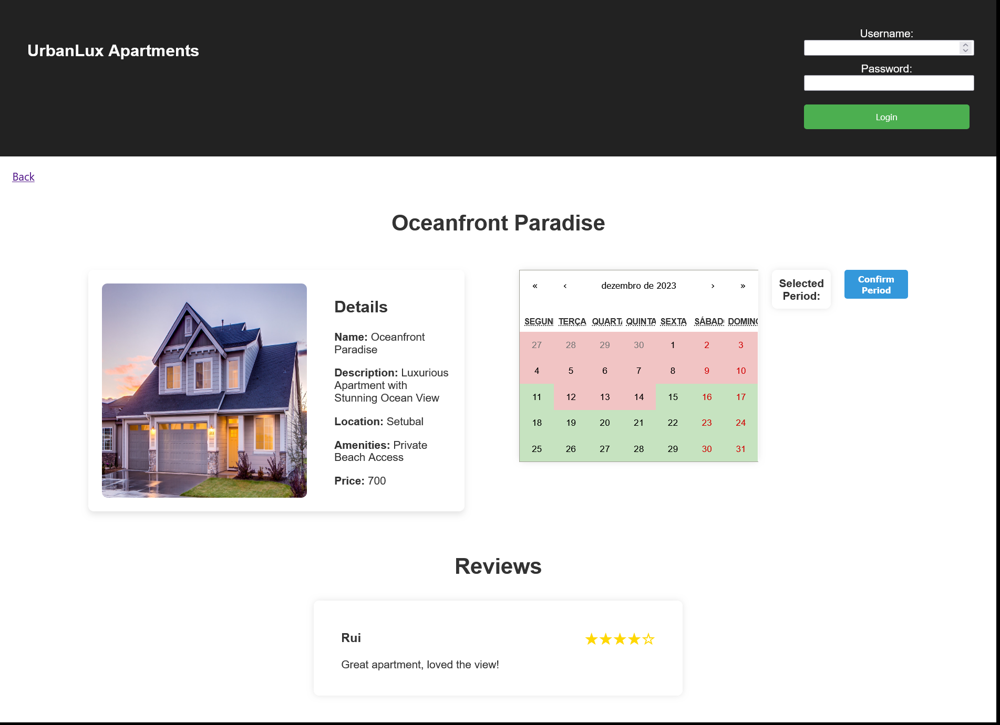 UrbanLux Apartments
Username:
Password:
Login
Back
Oceanfront Paradise
Details
Name: Oceanfront
Paradise
Description: Luxurious
Apartment with
Stunning Ocean View
Location: Setubal
Amenities: Private
Beach Access
Price: 700
« ‹ dezembro de 2023 › »
SEGUN TERÇA QUART QUINTA SEXTA SÁBAD DOMING
27 28 29 30 1 2 3
4 5 6 7 8 9 10
11 12 13 14 15 16 17
18 19 20 21 22 23 24
25 26 27 28 29 30 31
Selected
Period:
Confirm
Period
Reviews
Rui ★★★★☆
Great apartment, loved the view!